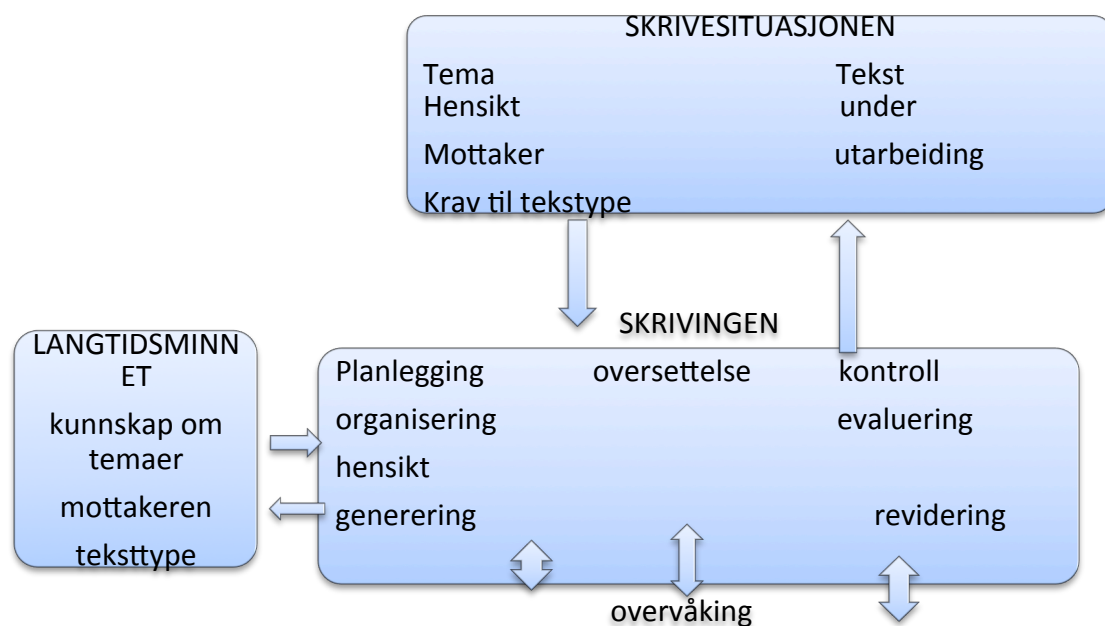 SKRIVESITUASJONEN
Tema
Hensikt
Mottaker
Krav til tekstype
Tekst
under
utarbeiding
SKRIVINGEN
LANGTIDSMINN
ET
kunnskap om
temaer
mottakeren
teksttype
Planlegging
organisering
hensikt
generering
oversettelse
kontroll
evaluering
revidering
overvåking